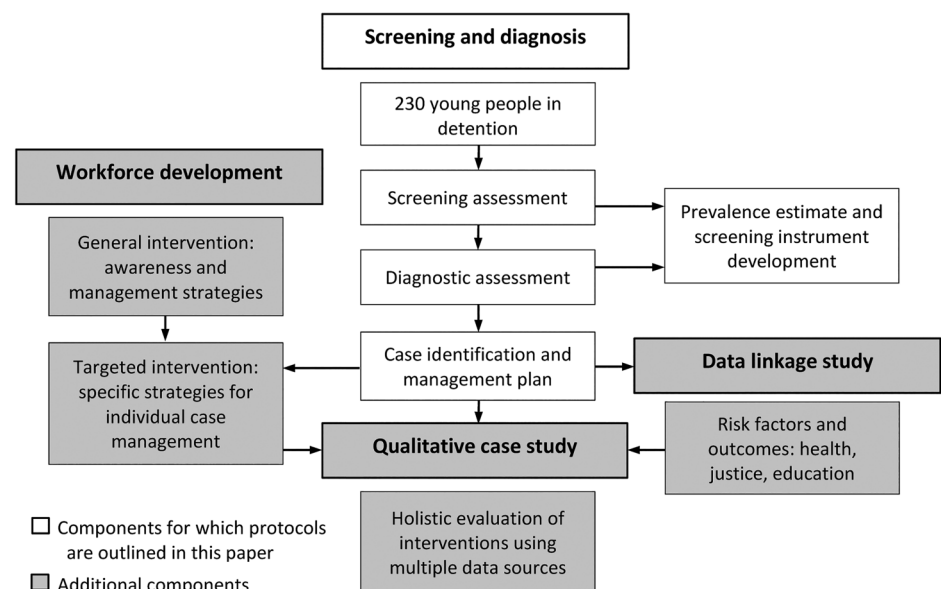 Screening and diagnosis
230 young people in
detention
Workforce development
Screening assessment
Prevalence estimate and
screening instrument
development
General intervention:
awareness and
management strategies
Diagnostic assessment
Case identification and
management plan
Targeted intervention:
specific strategies for
individual case
management
Data linkage study
Qualitative case study
Risk factors and
outcomes: health,
justice, education
Holistic evaluation of
interventions using
multiple data sources
Components for which protocols
are outlined in this paper
Additional components